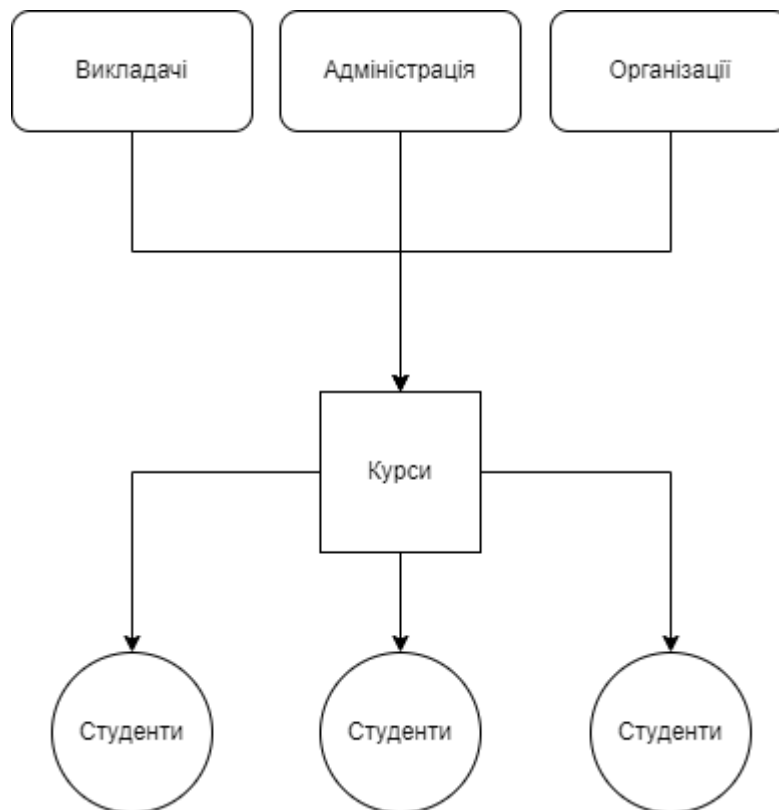 Викладачі
Адміністрація
Організації
Курси
Студенти
Студенти
Студенти